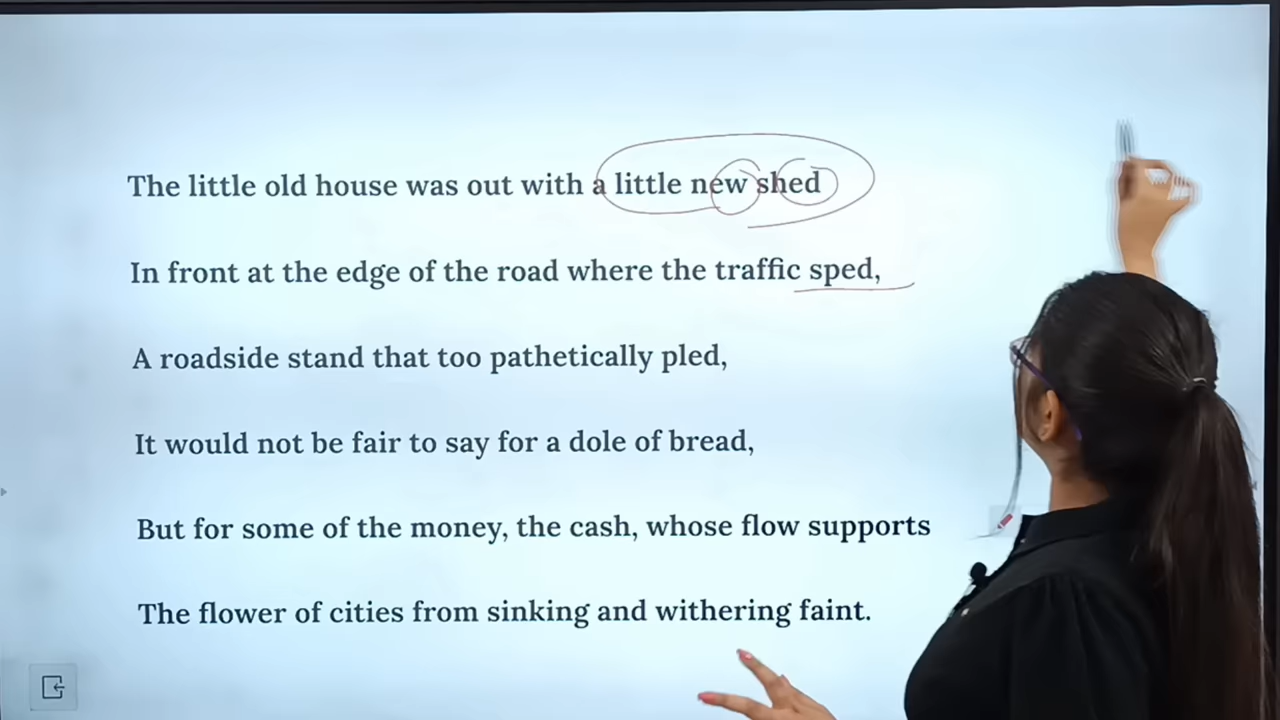 The little old house was out with a little new shed
In front at the edge of the road where the traffic sped,
A roadside stand that too pathetically pled,
It would not be fair to say for a dole of bread,
But for some of the money, the cash, whose flow supports
The flower of cities from sinking and withering faint.